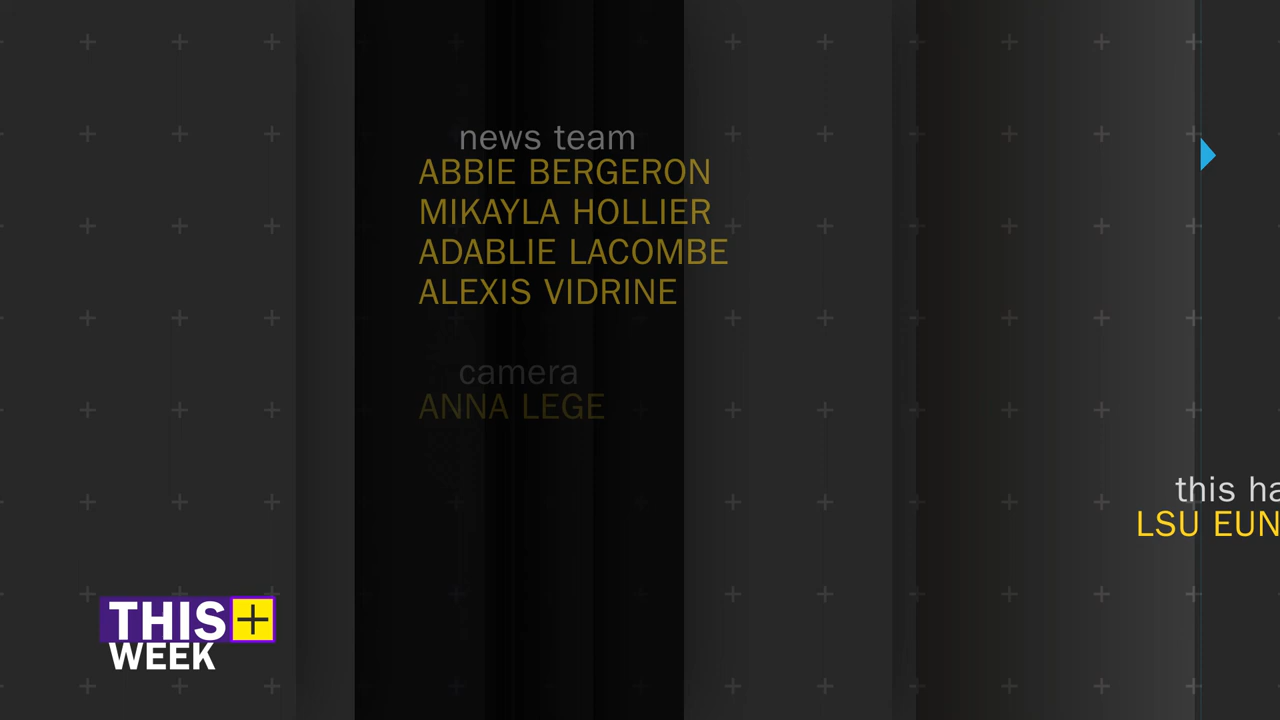 news team
ABBIE BERGERON
MIKAYLA HOLLIER
ADABLIE LACOMBE
ALEXIS VIDRINE
camera
ANNA LEGE
this ha
LSU EUN
THIS+
WEEK